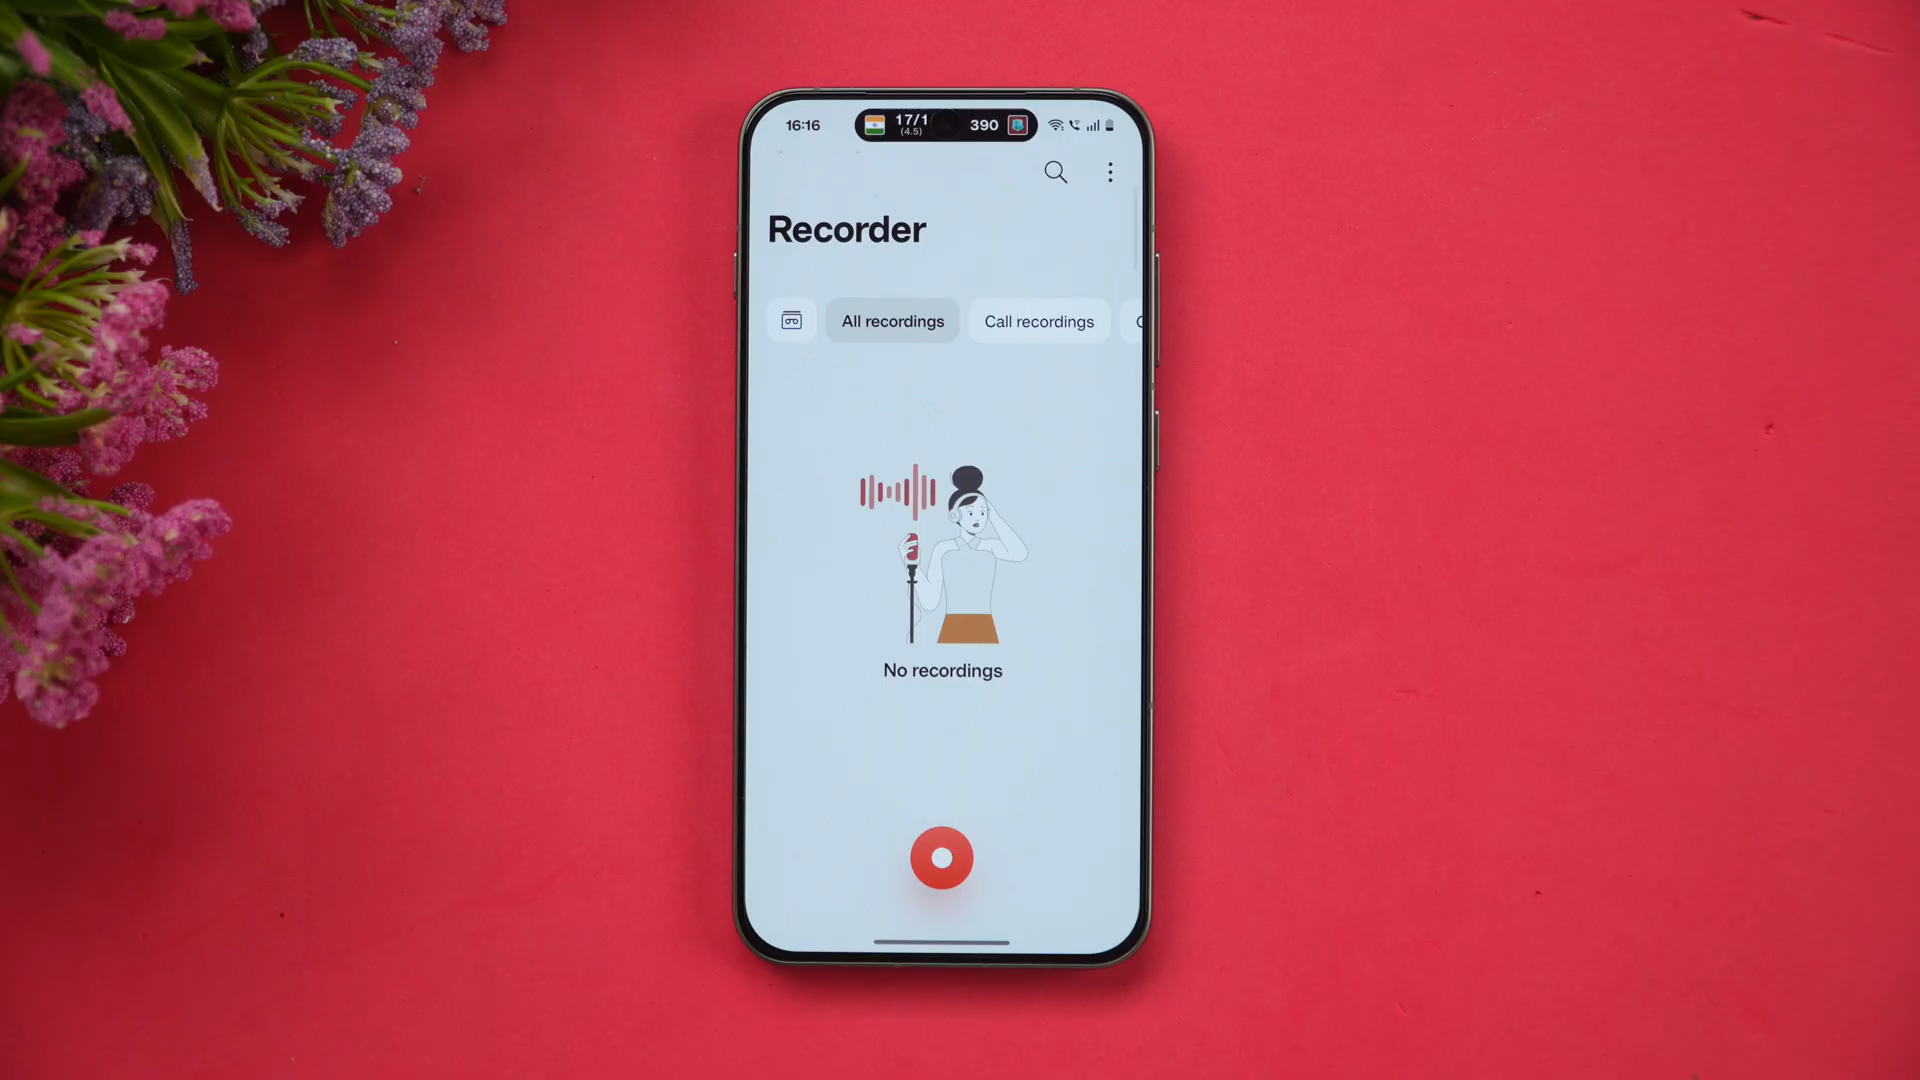 16:16
17/1
(4.5)
390
Recorder
All recordings
Call recordings
No recordings